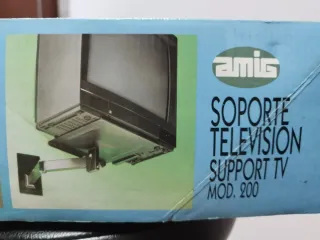 amig
SOPORTE
TELEVISION
SUPPORT TV
MOD. 200